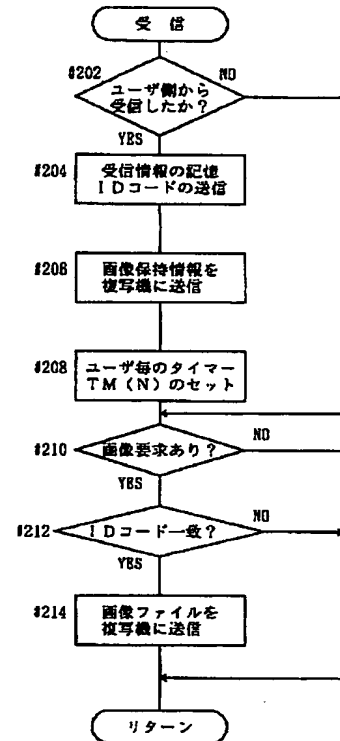 受 信
#202
ユーザ側から
受信したか？
NO
YES
#204
受信情報の記憶
IDコードの送信
#206
画像保持情報を
複写機に送信
#208
ユーザ毎のタイマー
TM（N）のセット
#210
画像要求あり？
NO
YES
#212
IDコード一致？
NO
YES
#214
画像ファイルを
複写機に送信
リターン